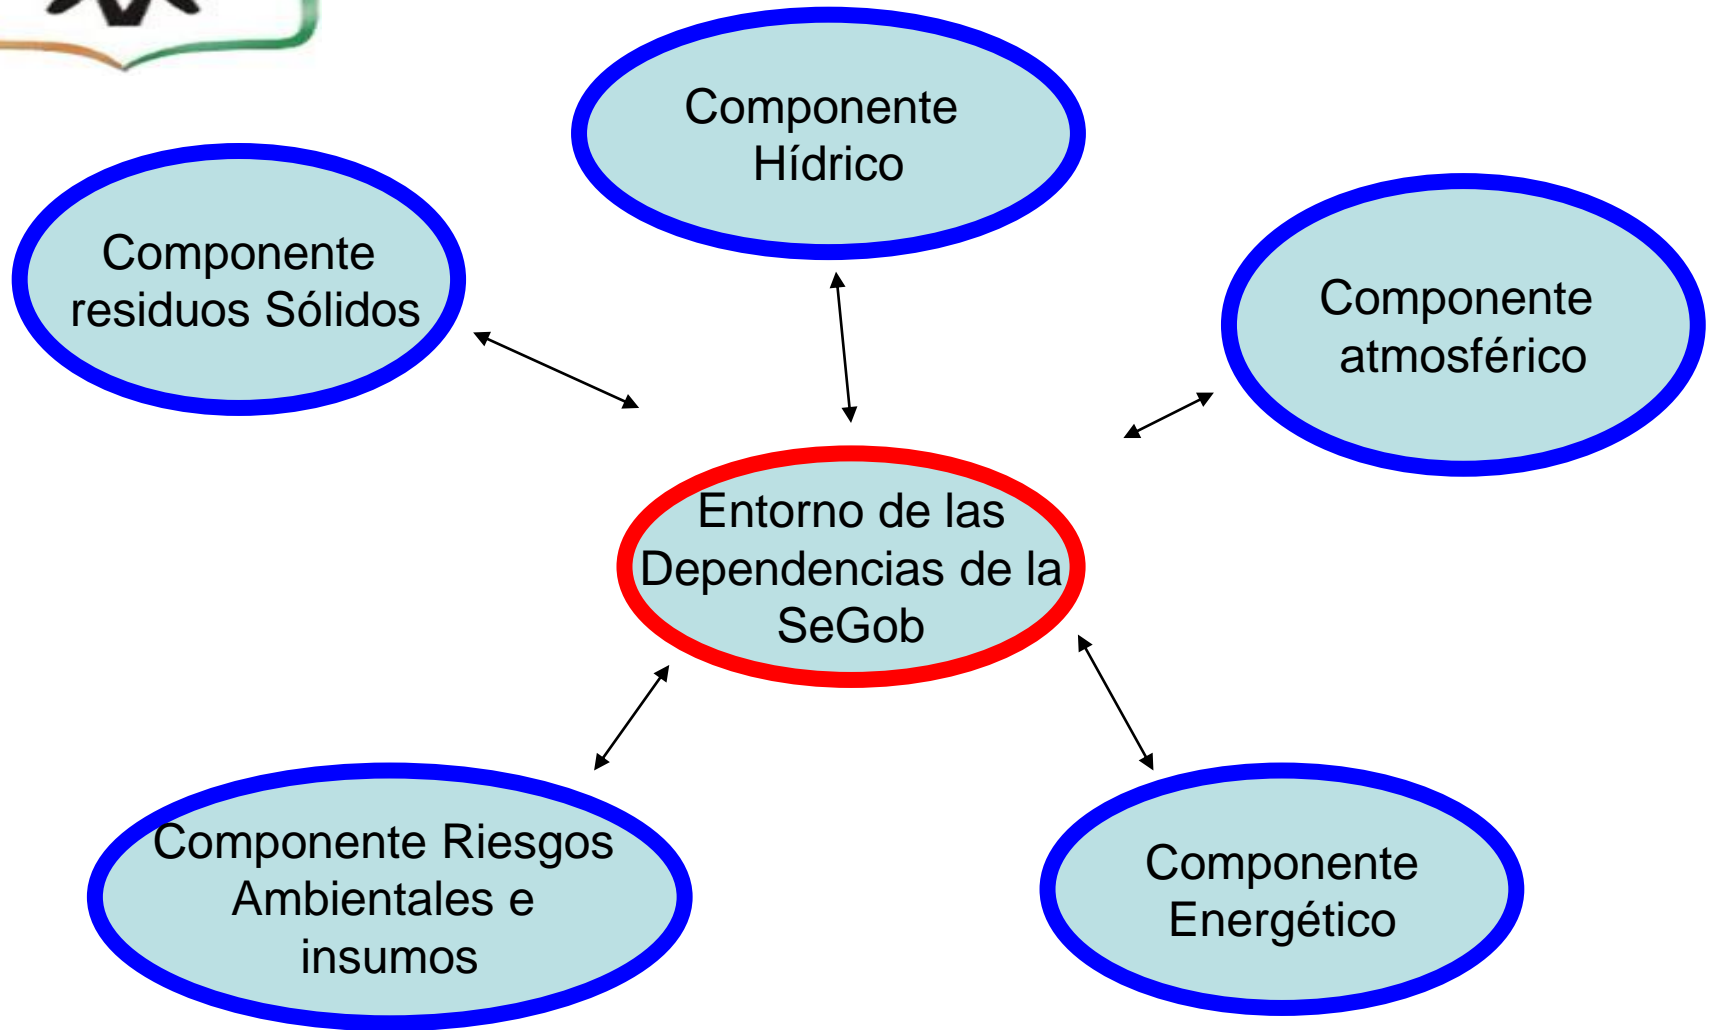 Componente
Hídrico
Componente
residuos Sólidos
Componente
atmosférico
Entorno de las
Dependencias de la
SeGob
Componente Riesgos
Ambientales e
insumos
Componente
Energético